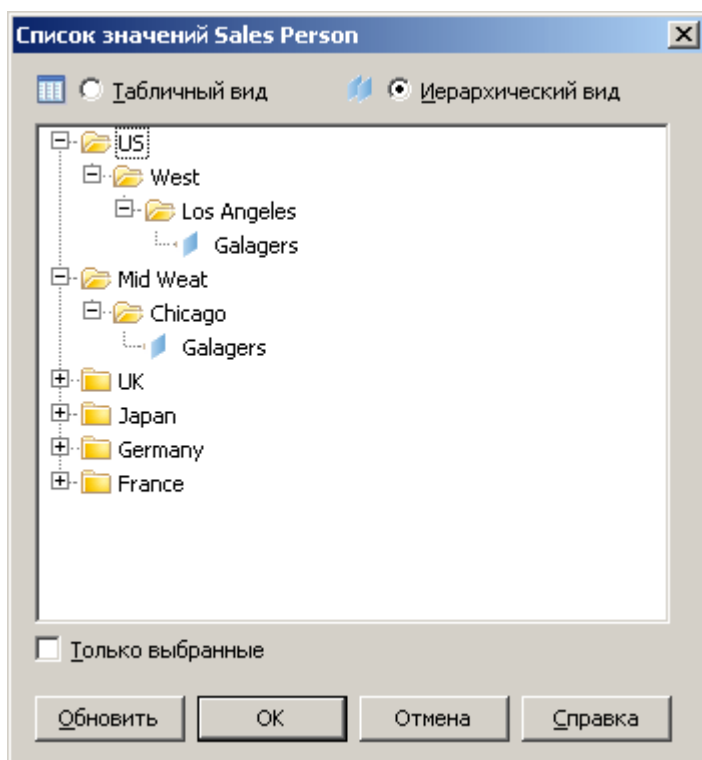 Список значений Sales Person
Табличный вид Иерархический вид
US
West
Los Angeles
Galagers
Mid Weat
Chicago
Galagers
UK
Japan
Germany
France
Только выбранные
Обновить OK Отмена Справка